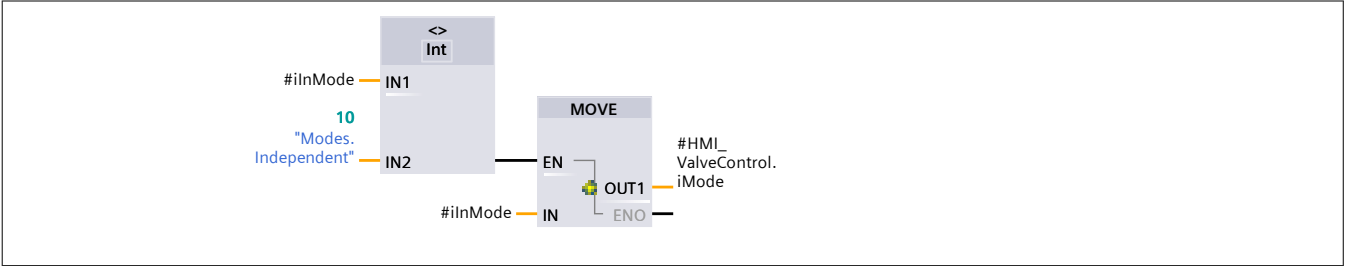 <>
Int
#iInMode
IN1
10
"Modes.
Independent"
IN2
MOVE
EN
#HMI_
ValveControl.
iMode
OUT1
#iInMode
IN
ENO